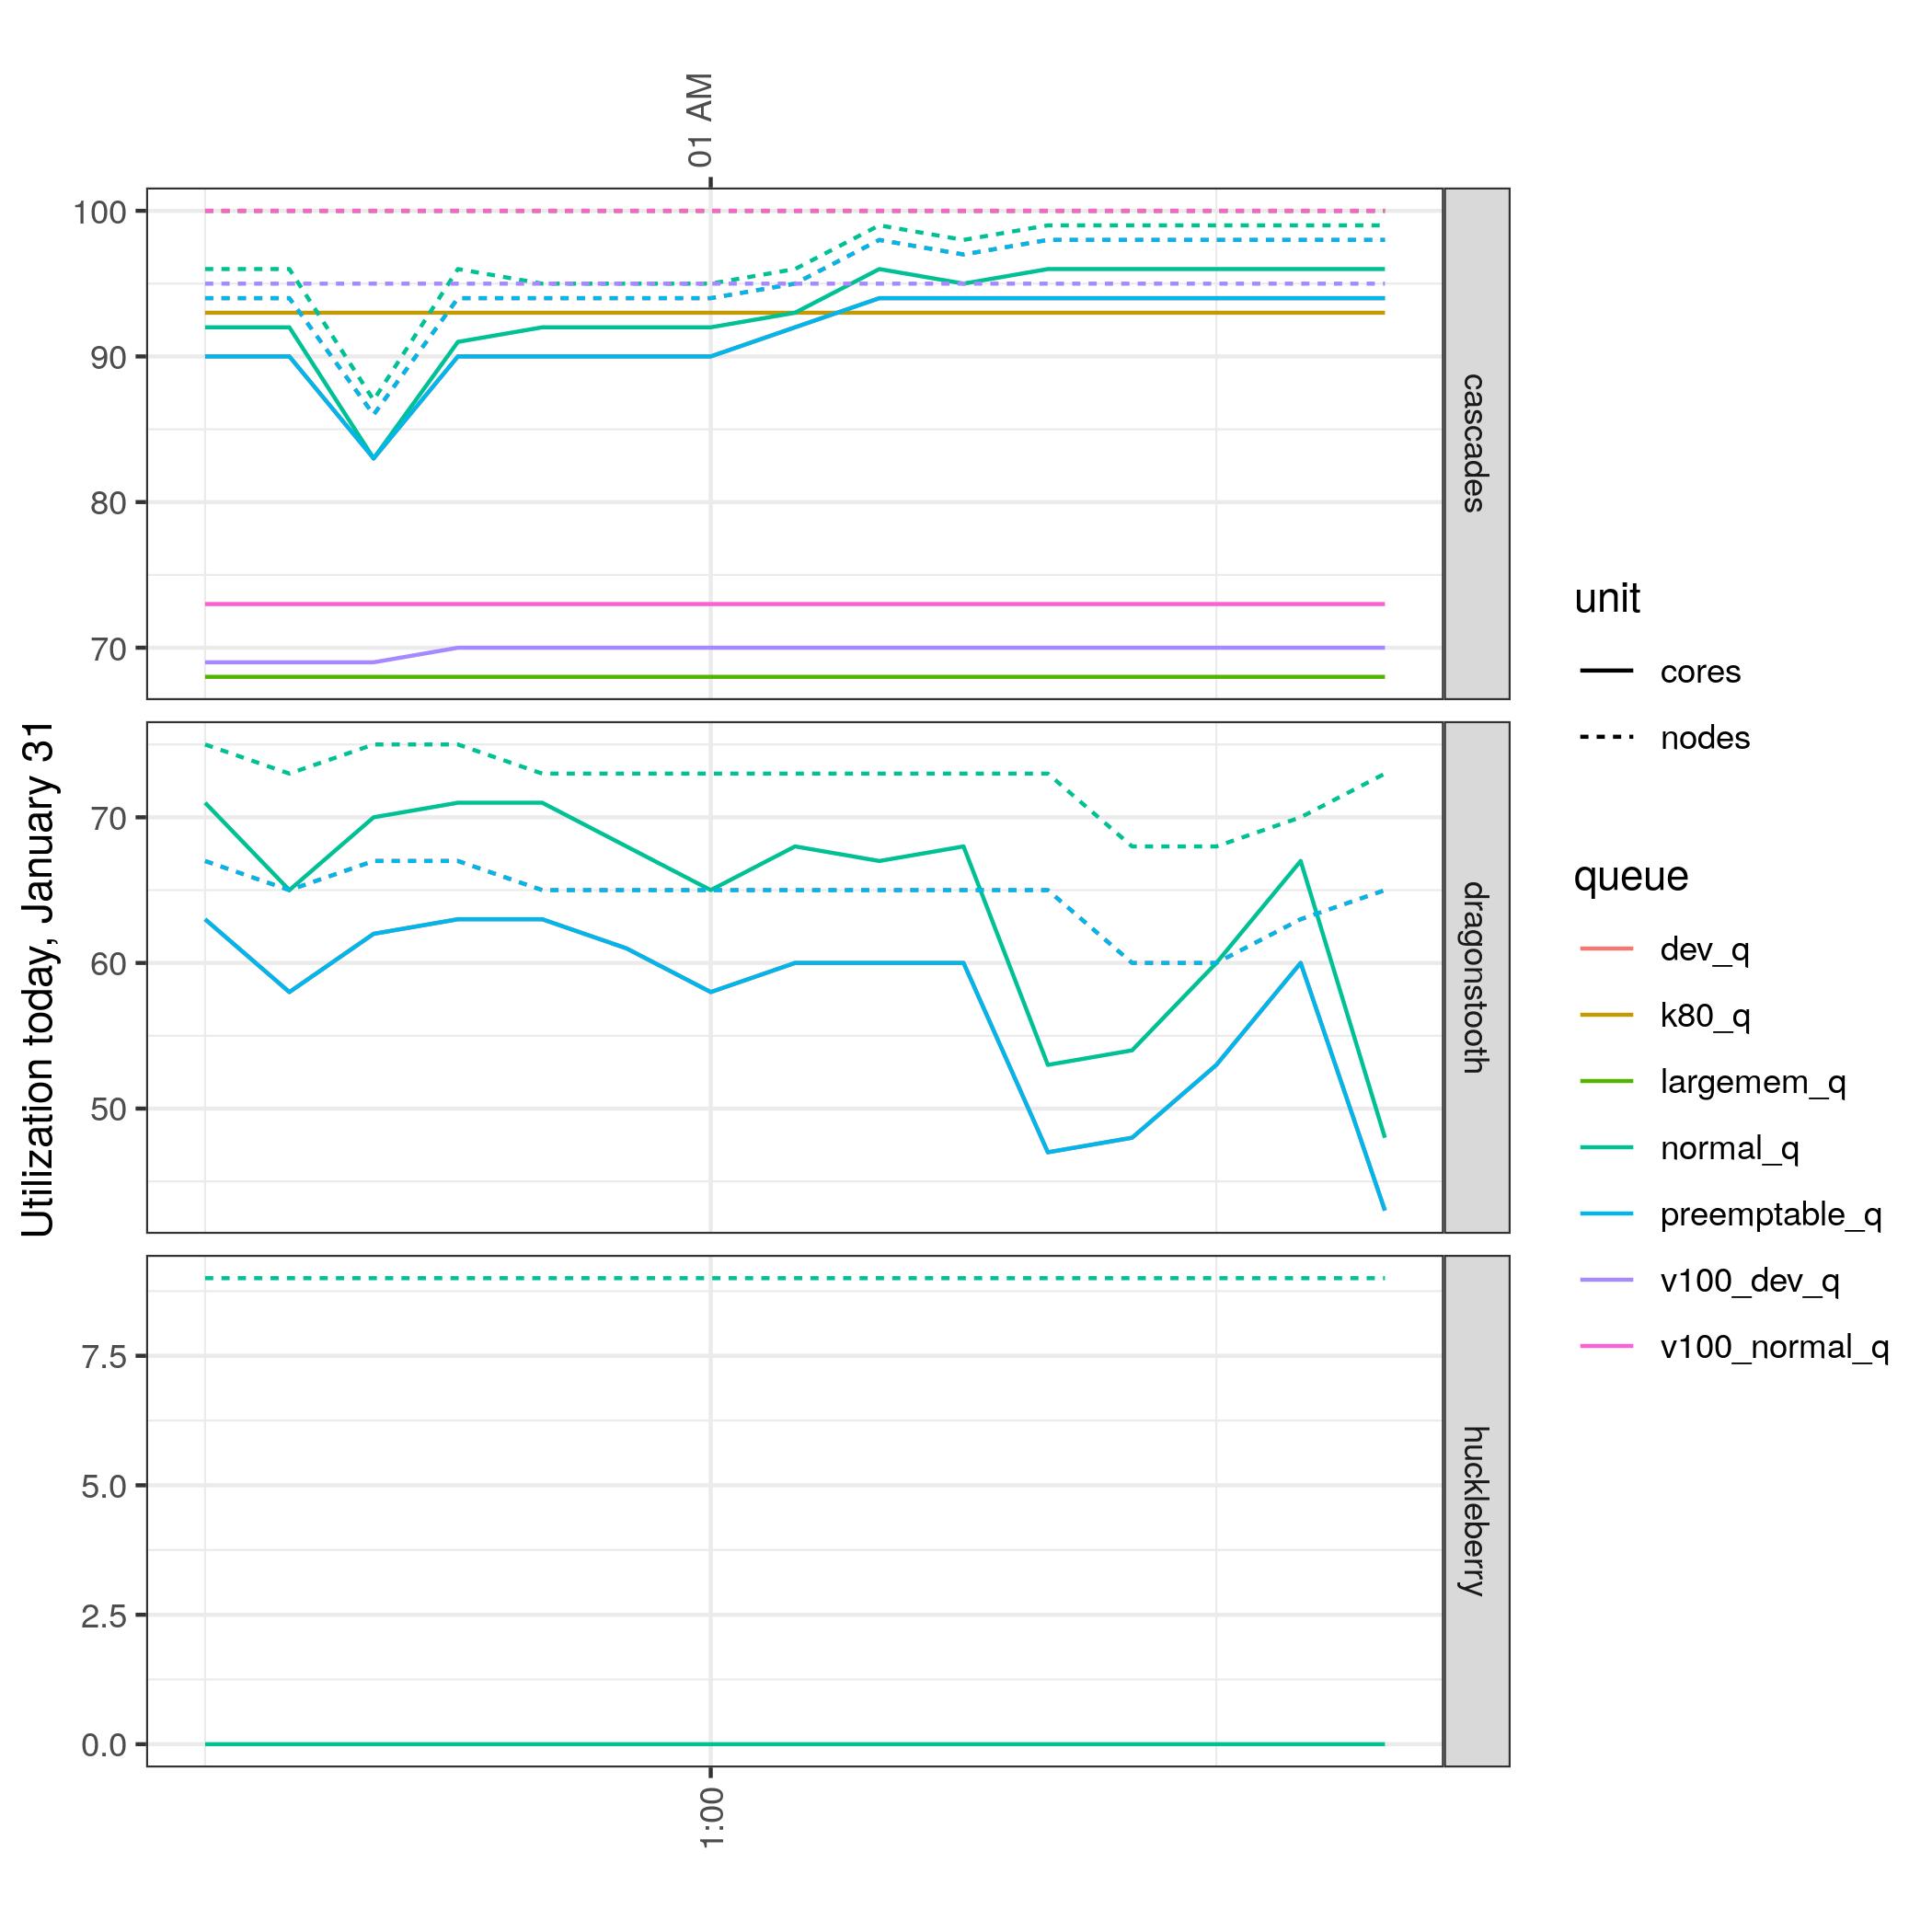 01 AM
100
90
80
70
cascades
70
60
50
dragonstooth
7.5
5.0
2.5
0.0
huckleberry
1:00
Utilization today, January 31
unit
cores
nodes
queue
dev_q
k80_q
largemem_q
normal_q
preemptable_q
v100_dev_q
v100_normal_q